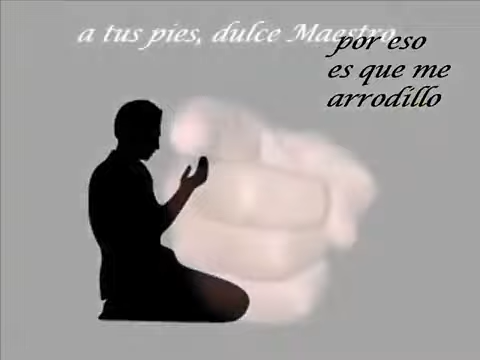 a tus pies, dulce Maestro
por eso
es que me
arrodillo